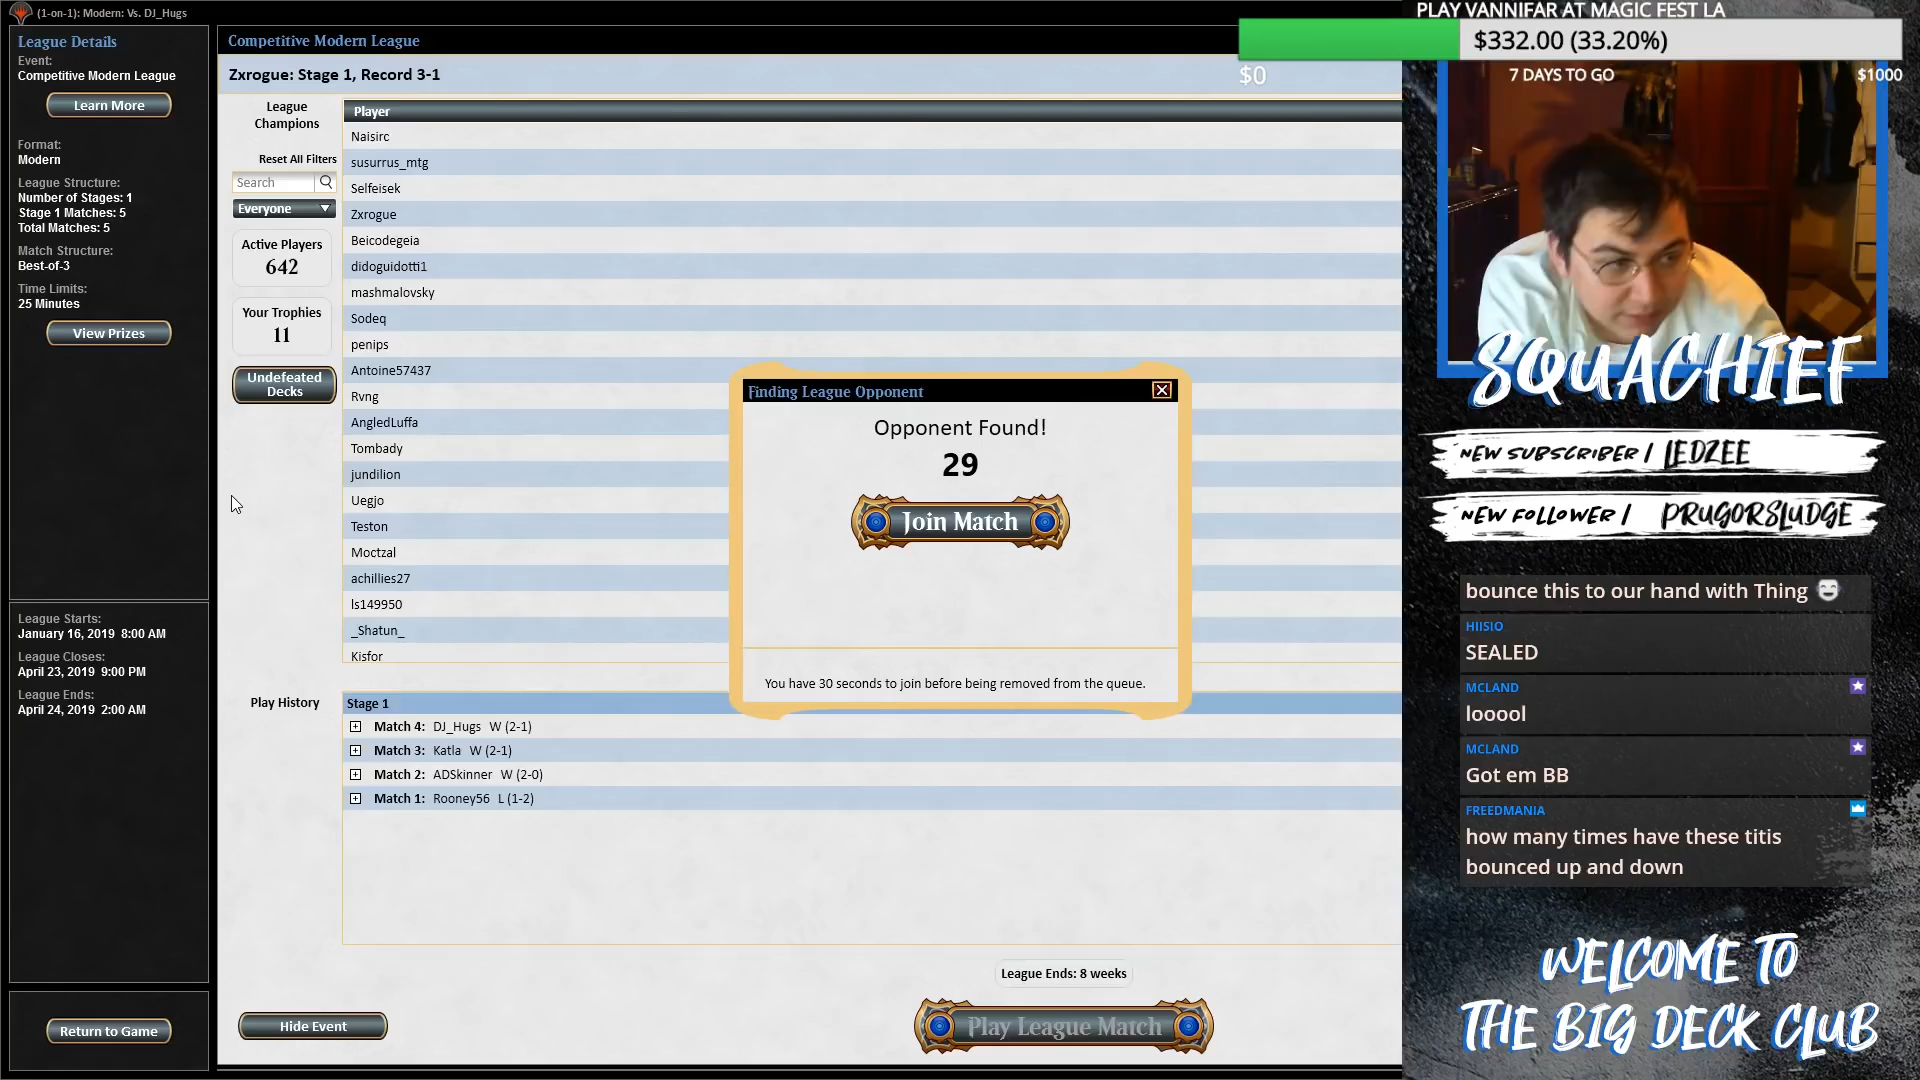 (1-on-1): Modern: Vs. DJ_Hugs
League Details
Event:
Competitive Modern League
Learn More
Format:
Modern
League Structure:
Number of Stages: 1
Stage 1 Matches: 5
Total Matches: 5
Match Structure:
Best-of-3
Time Limits:
25 Minutes
View Prizes
League Starts:
January 16, 2019 8:00 AM
League Closes:
April 23, 2019 9:00 PM
League Ends:
April 24, 2019 2:00 AM
Return to Game
Competitive Modern League
Zxrogue: Stage 1, Record 3-1
League
Champions
Reset All Filters
Search
Everyone
Active Players
642
Your Trophies
11
Undefeated
Decks
Player
Naisirc
susurrus_mtg
Selfeisek
Zxrogue
Beicodegeia
didoguidotti1
mashmalovsky
Sodeq
penips
Antoine57437
Rvng
AngledLuffa
Tombady
jundilion
Uegjo
Teston
Moctzal
achillies27
ls149950
_Shatun_
Kisfor
Finding League Opponent
Opponent Found!
29
Join Match
You have 30 seconds to join before being removed from the queue.
Play History
Stage 1
Match 4: DJ_Hugs W (2-1)
Match 3: Katla W (2-1)
Match 2: ADSkinner W (2-0)
Match 1: Rooney56 L (1-2)
League Ends: 8 weeks
Hide Event
Play League Match
PLAY VANNIFAR AT MAGIC FEST LA
$332.00 (33.20%)
$0
7 DAYS TO GO
$1000
SQUACHIEF
NEW SUBSCRIBER / LEDZEE
NEW FOLLOWER / PRUGORSLUDGE
bounce this to our hand with Thing
HIISIO
SEALED
MCLAND
looool
MCLAND
Got em BB
FREEDMANIA
how many times have these titis
bounced up and down
WELCOME TO
THE BIG DECK CLUB